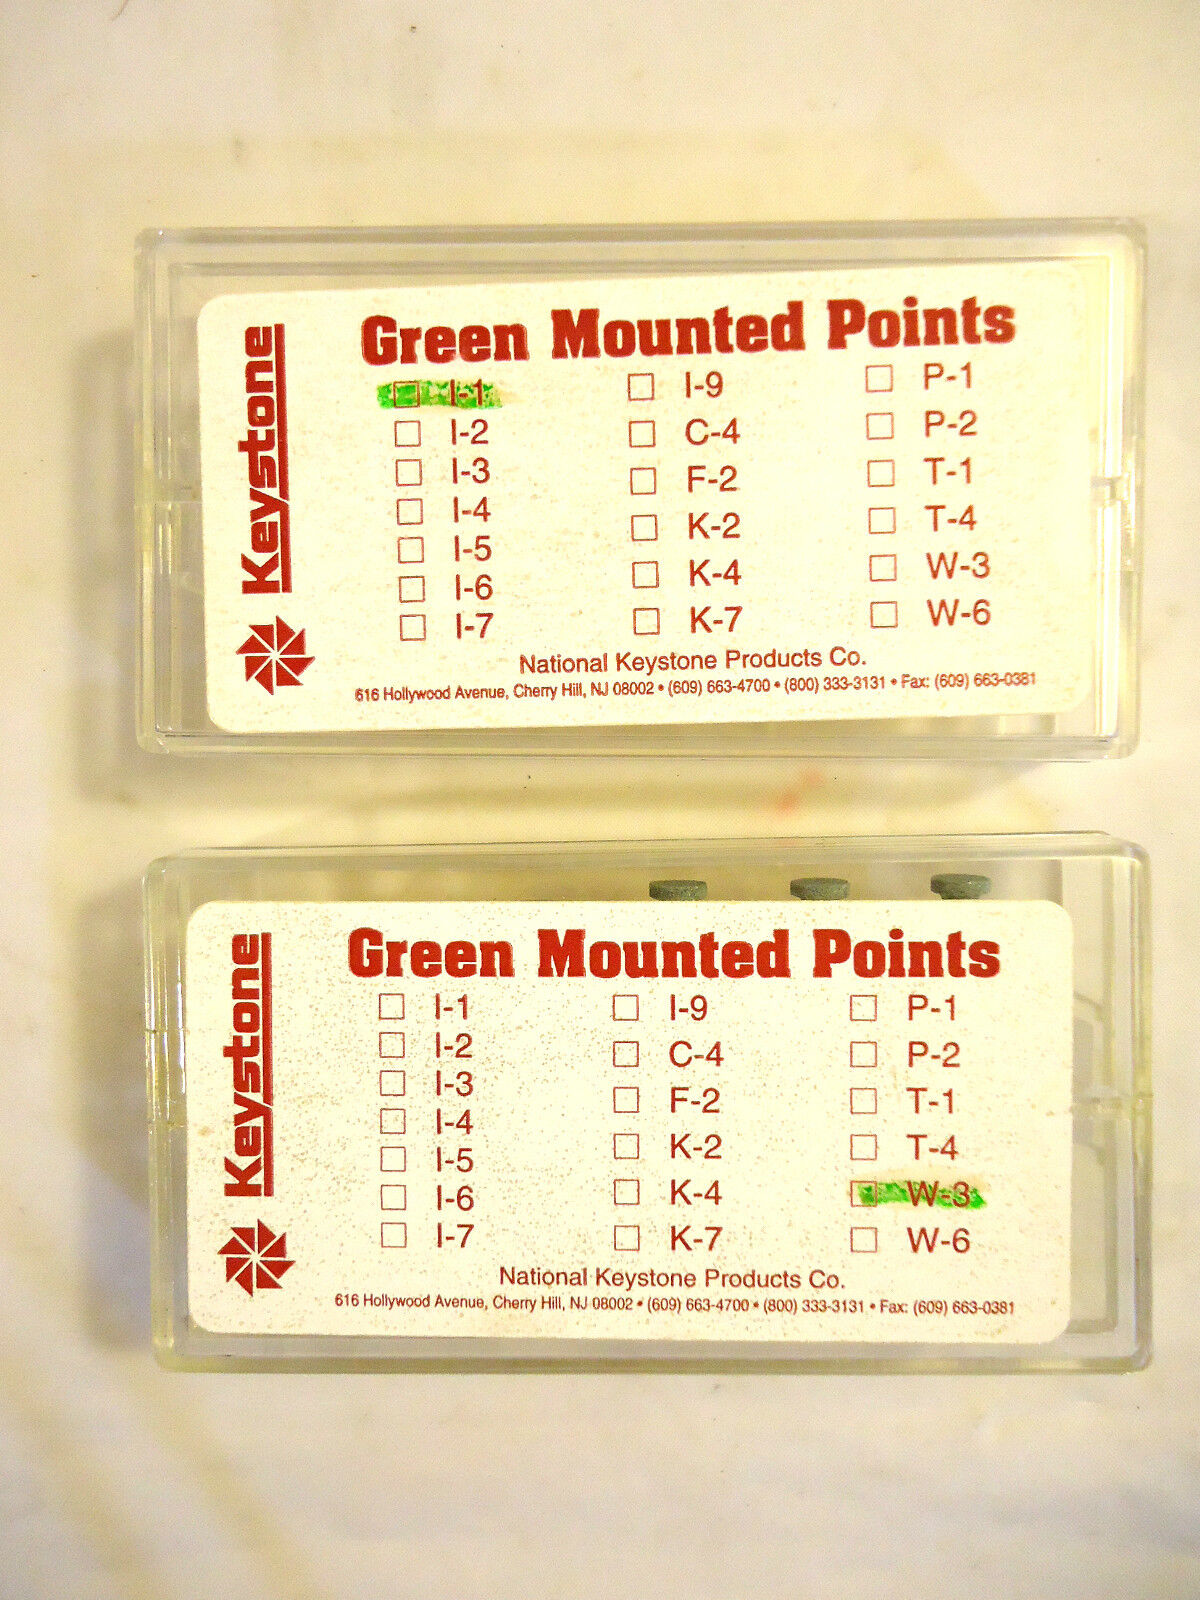 Keystone
Green Mounted Points
☐ I-1 ☐ I-9 ☐ P-1
☐ I-2 ☐ C-4 ☐ P-2
☐ I-3 ☐ F-2 ☐ T-1
☐ I-4 ☐ K-2 ☐ T-4
☐ I-5 ☐ K-4 ☐ W-3
☐ I-6 ☐ K-7 ☐ W-6
☐ I-7
National Keystone Products Co.
616 Hollywood Avenue, Cherry Hill, NJ 08002 • (609) 663-4700 • (800) 333-3131 • Fax: (609) 663-0381
Keystone
Green Mounted Points
☐ I-1 ☐ I-9 ☐ P-1
☐ I-2 ☐ C-4 ☐ P-2
☐ I-3 ☐ F-2 ☐ T-1
☐ I-4 ☐ K-2 ☐ T-4
☐ I-5 ☐ K-4 ☐ W-3
☐ I-6 ☐ K-7 ☐ W-6
☐ I-7
National Keystone Products Co.
616 Hollywood Avenue, Cherry Hill, NJ 08002 • (609) 663-4700 • (800) 333-3131 • Fax: (609) 663-0381